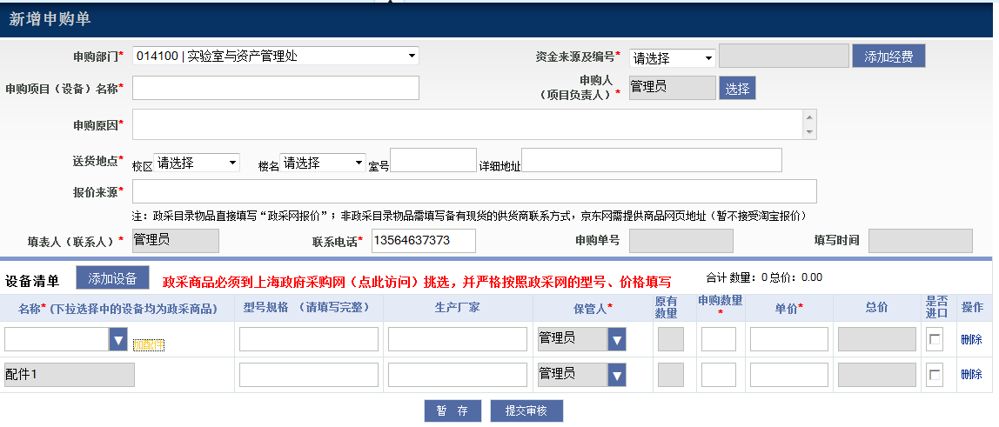 新增申购单
申购部门* 014100 | 实验室与资产管理处 资金来源及编号* 请选择 添加经费
申购项目（设备）名称* 申购人（项目负责人）* 管理员 选择
申购原因*
送货地点* 校区 请选择 楼名 请选择 室号 详细地址
报价来源*
注：政采目录物品直接填写“政采网报价”；非政采目录物品需填写备有现货的供货商联系方式，京东网需提供商品网页地址（暂不接受淘宝报价）
填表人（联系人）* 管理员 联系电话* 13564637373 申购单号 填写时间
设备清单 添加设备 政采商品必须到上海政府采购网（点此访问）挑选，并严格按照政采网的型号、价格填写 合计 数量：0 总价：0.00
名称*（下拉选择中的设备均为政采商品） 型号规格 （请填写完整） 生产厂家 保管人* 原有数量 申购数量* 单价* 总价 是否进口 操作
加配件 管理员 删除
配件1 管理员 删除
暂 存 提交审核